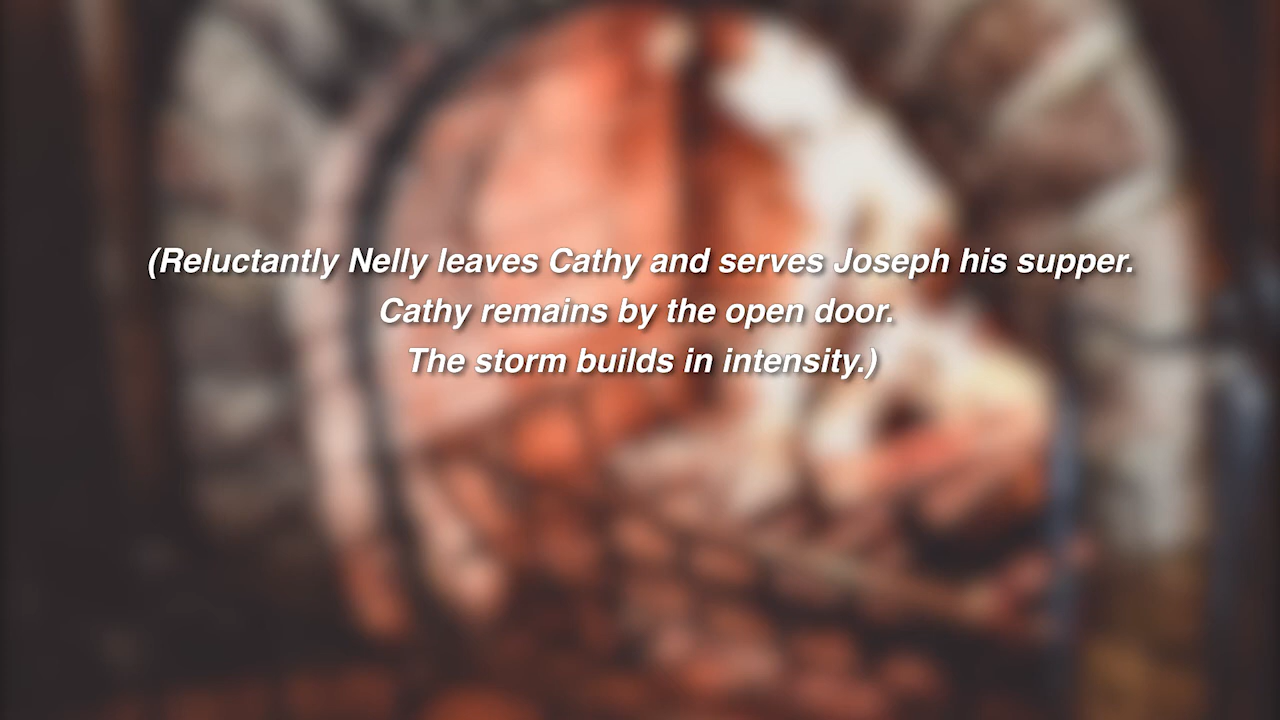 (Reluctantly Nelly leaves Cathy and serves Joseph his supper.
Cathy remains by the open door.
The storm builds in intensity.)